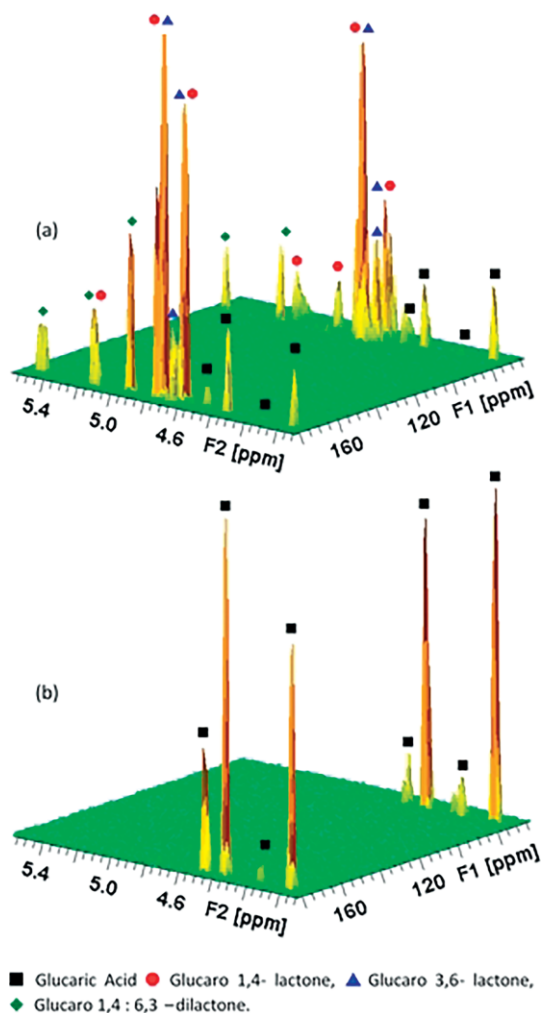 (a)
5.4 5.0 4.6 F2 [ppm] 160 120 F1 [ppm]
(b)
5.4 5.0 4.6 F2 [ppm] 160 120 F1 [ppm]
Glucaric Acid Glucaro 1,4- lactone, Glucaro 3,6- lactone,
Glucaro 1,4 : 6,3 –dilactone.